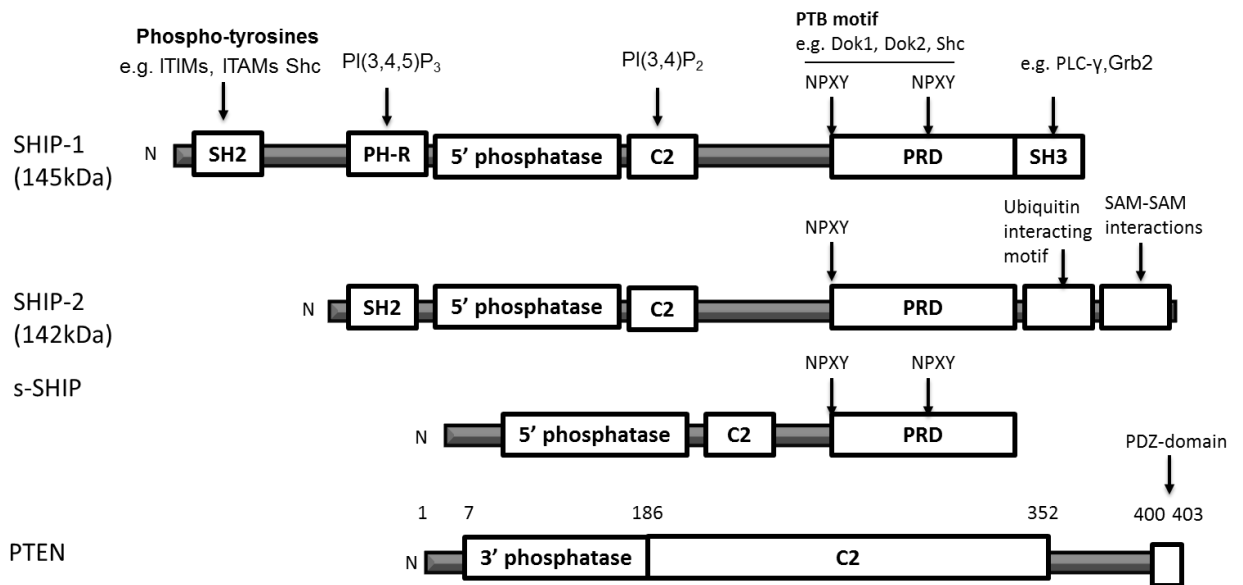 Phospho-tyrosines
e.g. ITIMs, ITAMs Shc
PI(3,4,5)P3
PI(3,4)P2
PTB motif
e.g. Dok1, Dok2, Shc
NPXY NPXY
e.g. PLC-γ,Grb2
SHIP-1
(145kDa)
N SH2 PH-R 5' phosphatase C2 PRD SH3
NPXY
Ubiquitin
interacting
motif
SAM-SAM
interactions
SHIP-2
(142kDa)
N SH2 5' phosphatase C2 PRD
s-SHIP
NPXY NPXY
N 5' phosphatase C2 PRD
PDZ-domain
1 7 186 352 400 403
PTEN
N 3' phosphatase C2